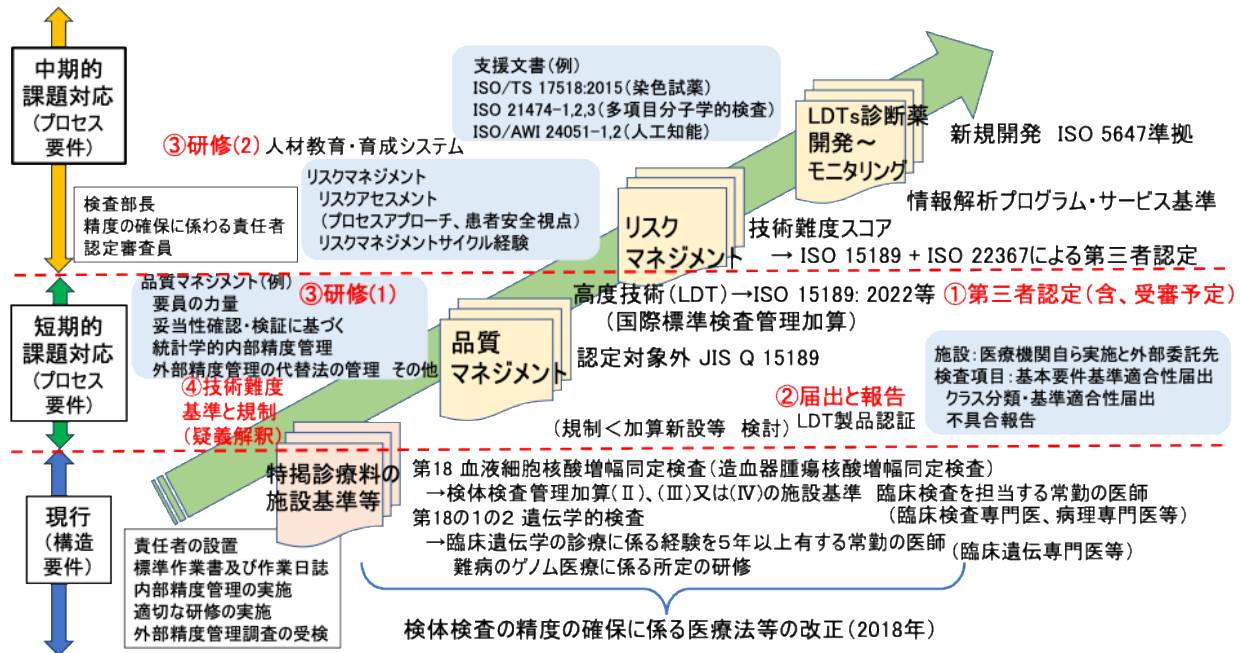 中期的
課題対応
（プロセス
要件）
支援文書（例）
ISO/TS 17518:2015（染色試薬）
ISO 21474-1,2,3（多項目分子学的検査）
ISO/AWI 24051-1,2（人工知能）
LDTs診断薬
開発～
モニタリング
新規開発 ISO 5647準拠
情報解析プログラム・サービス基準
③研修(2) 人材教育・育成システム
検査部長
精度の確保に係わる責任者
認定審査員
リスクマネジメント
リスクアセスメント
（プロセスアプローチ、患者安全視点）
リスクマネジメントサイクル経験
リスク
マネジメント
技術難度スコア
→ ISO 15189 + ISO 22367による第三者認定
短期的
課題対応
（プロセス
要件）
品質マネジメント（例）
③研修(1)
要員の力量
妥当性確認・検証に基づく
統計学的内部精度管理
外部精度管理の代替法の管理 その他
④技術難度
基準と規制
（疑義解釈）
品質
マネジメント
高度技術（LDT）→ISO 15189: 2022等
（国際標準検査管理加算）
①第三者認定（含、受審予定）
認定対象外 JIS Q 15189
②届出と報告
LDT製品認証
（規制＜加算新設等 検討）
施設：医療機関自ら実施と外部委託先
検査項目：基本要件基準適合性届出
クラス分類・基準適合性届出
不具合報告
現行
（構造
要件）
特掲診療料の
施設基準等
責任者の設置
標準作業書及び作業日誌
内部精度管理の実施
適切な研修の実施
外部精度管理調査の受検
第18 血液細胞核酸増幅同定検査（造血器腫瘍核酸増幅同定検査）
→検体検査管理加算（Ⅱ）、（Ⅲ）又は（Ⅳ）の施設基準 臨床検査を担当する常勤の医師
（臨床検査専門医、病理専門医等）
第18の1の2 遺伝学的検査
→臨床遺伝学の診療に係る経験を５年以上有する常勤の医師
（臨床遺伝専門医等）
難病のゲノム医療に係る所定の研修
検体検査の精度の確保に係る医療法等の改正（2018年）